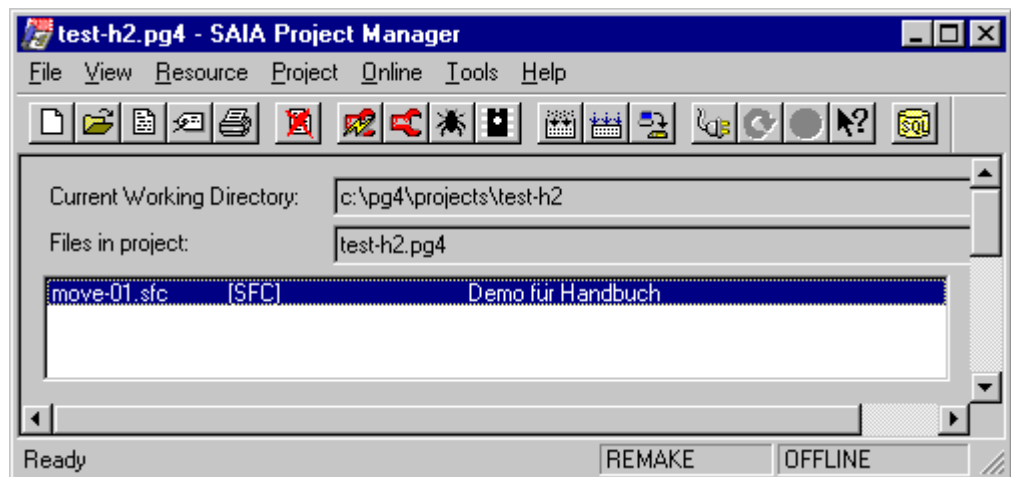 test-h2.pg4 - SAIA Project Manager
File View Resource Project Online Tools Help
SQL
Current Working Directory: c:\pg4\projects\test-h2
Files in project: test-h2.pg4
move-01.sfc [SFC] Demo für Handbuch
Ready REMAKE OFFLINE